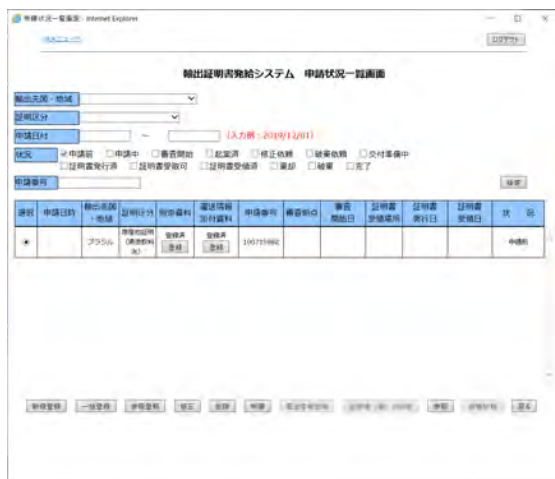 申請状況一覧画面 - Internet Explorer
ログアウト
輸出証明書発給システム　申請状況一覧画面
輸出先国・地域
証明区分
申請日付 ～ (入力例：2019/12/01)
状況 申請前 申請中 審査開始 起案済 修正依頼 破棄依頼 交付準備中
証明書発行済 証明書受取可 証明書受領済 棄却 破棄 完了
申請番号 検索
選択 申請日時 輸出先国・地域 証明区分 別添資料 運送情報添付資料 申請番号 審査拠点 審査開始日 証明書受領場所 証明書発行日 証明書受領日 状況
ブラジル 登録済 登録 登録済 登録 100715982 申請前
新規登録 一括登録 参照登録 修正 削除 申請 参照 戻る